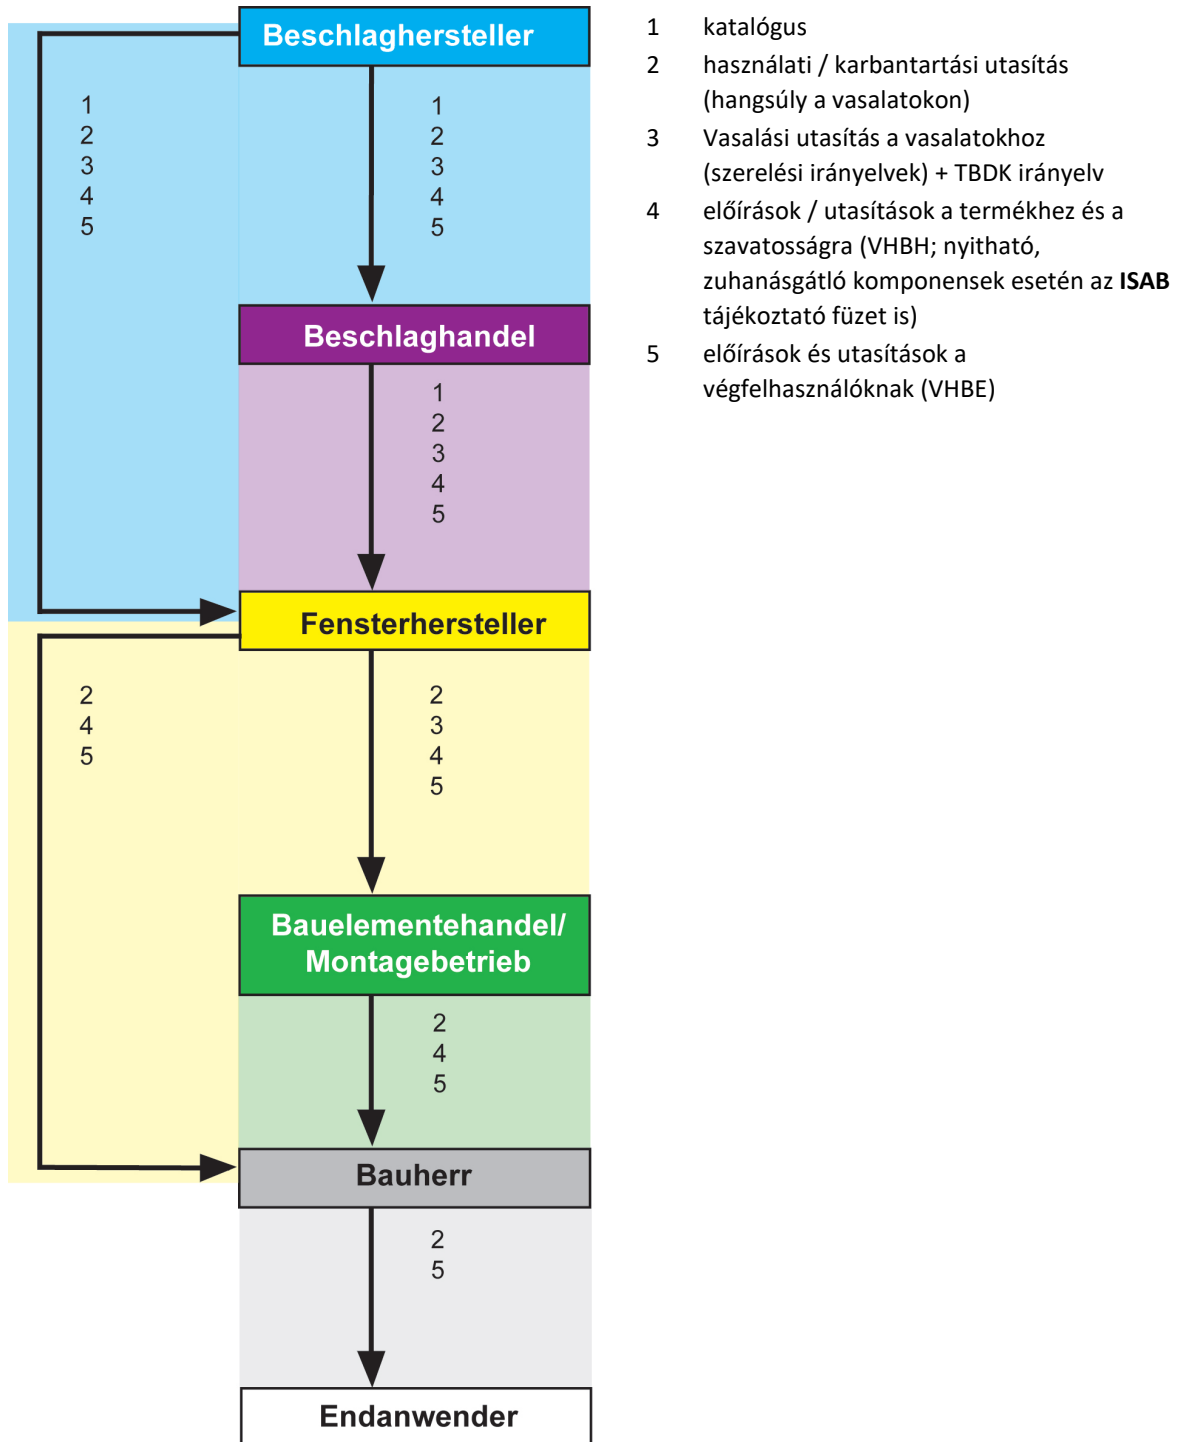 Beschlaghersteller
1
2
3
4
5
1
2
3
4
5
Beschlaghandel
1
2
3
4
5
Fensterhersteller
2
4
5
2
3
4
5
Bauelementehandel/
Montagebetrieb
2
4
5
Bauherr
2
5
Endanwender
1 katalógus
2 használati / karbantartási utasítás
(hangsúly a vasalatokon)
3 Vasalási utasítás a vasalatokhoz
(szerelési irányelvek) + TBDK irányelv
4 előírások / utasítások a termékhez és a
szavatosságra (VHBH; nyitható,
zuhanásgátló komponensek esetén az ISAB
tájékoztató füzet is)
5 előírások és utasítások a
végfelhasználóknak (VHBE)